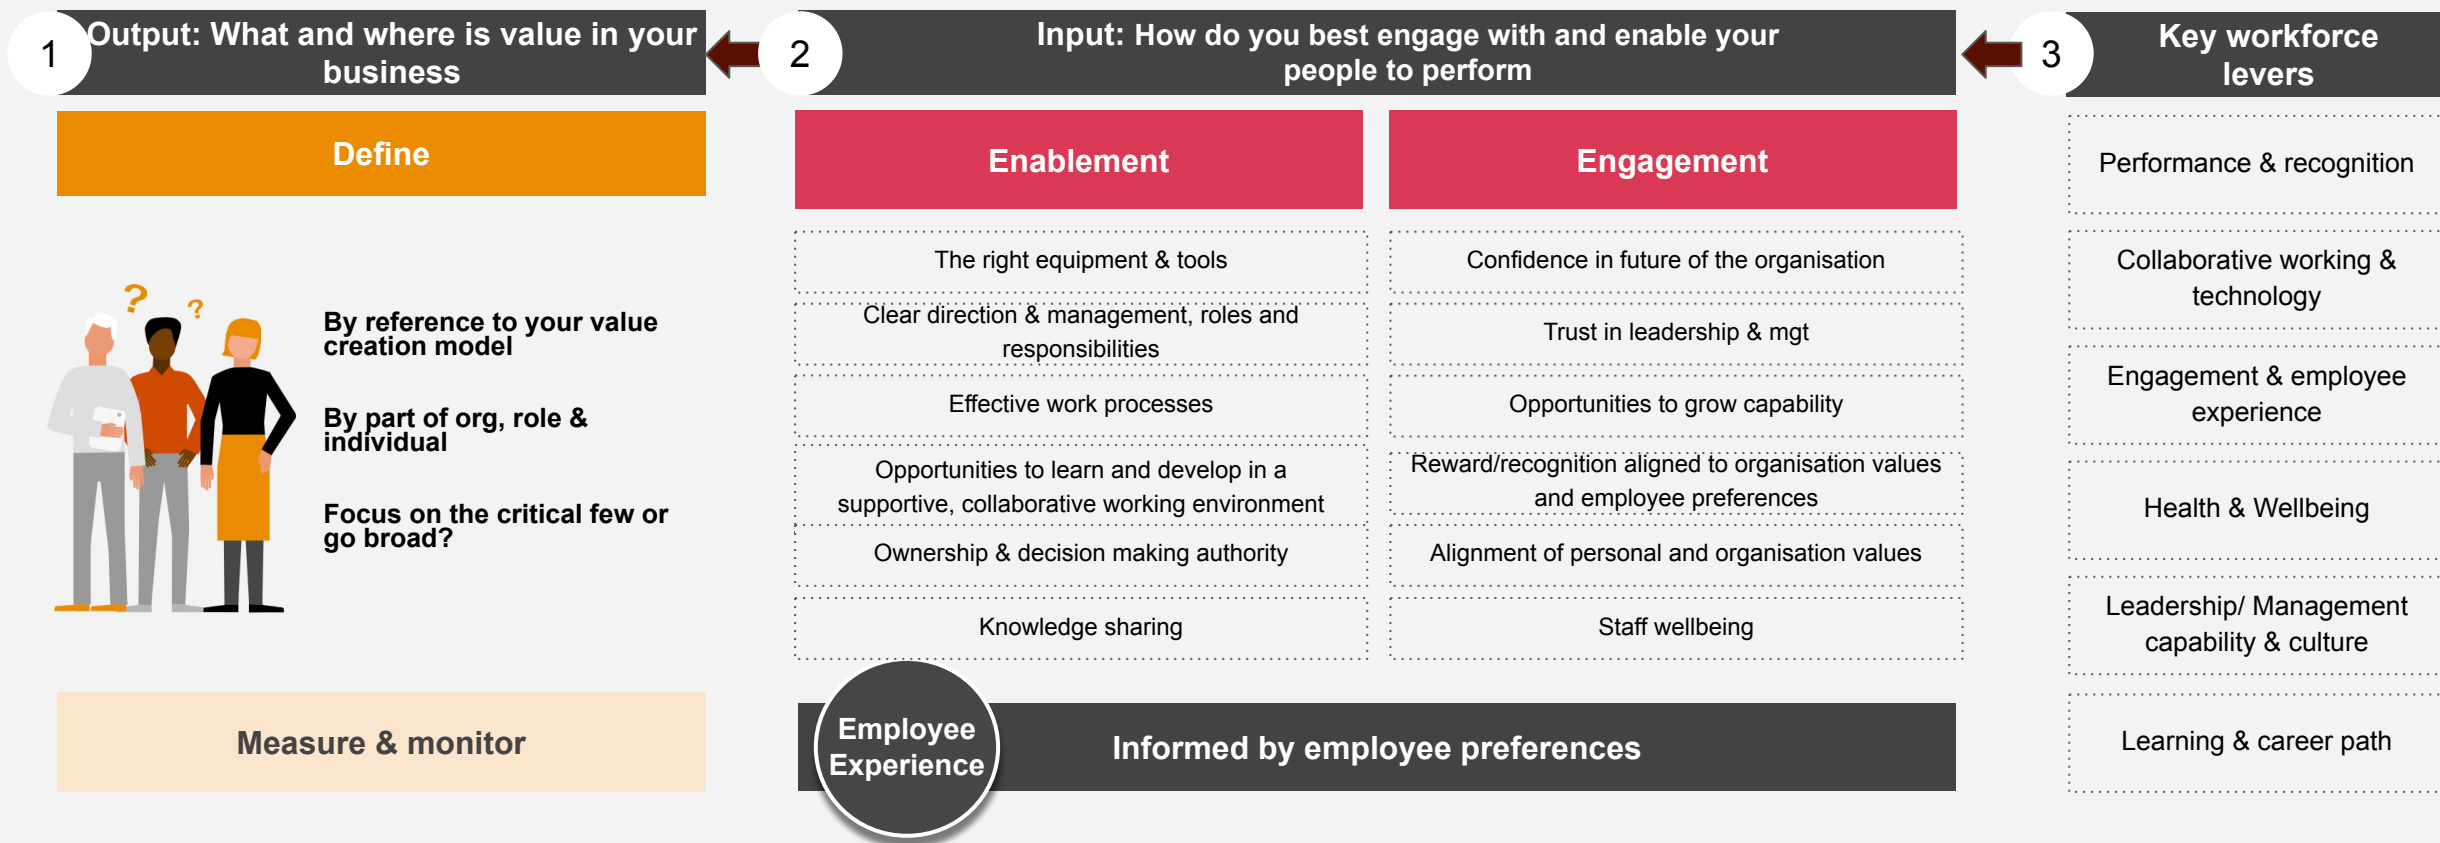 1
Output: What and where is value in your
business
2
Input: How do you best engage with and enable your
people to perform
3
Key workforce
levers
Define
? ?
By reference to your value
creation model
By part of org, role &
individual
Focus on the critical few or
go broad?
Measure & monitor
Enablement
The right equipment & tools
Clear direction & management, roles and
responsibilities
Effective work processes
Opportunities to learn and develop in a
supportive, collaborative working environment
Ownership & decision making authority
Knowledge sharing
Engagement
Confidence in future of the organisation
Trust in leadership & mgt
Opportunities to grow capability
Reward/recognition aligned to organisation values
and employee preferences
Alignment of personal and organisation values
Staff wellbeing
Employee
Experience
Informed by employee preferences
Performance & recognition
Collaborative working &
technology
Engagement & employee
experience
Health & Wellbeing
Leadership/ Management
capability & culture
Learning & career path